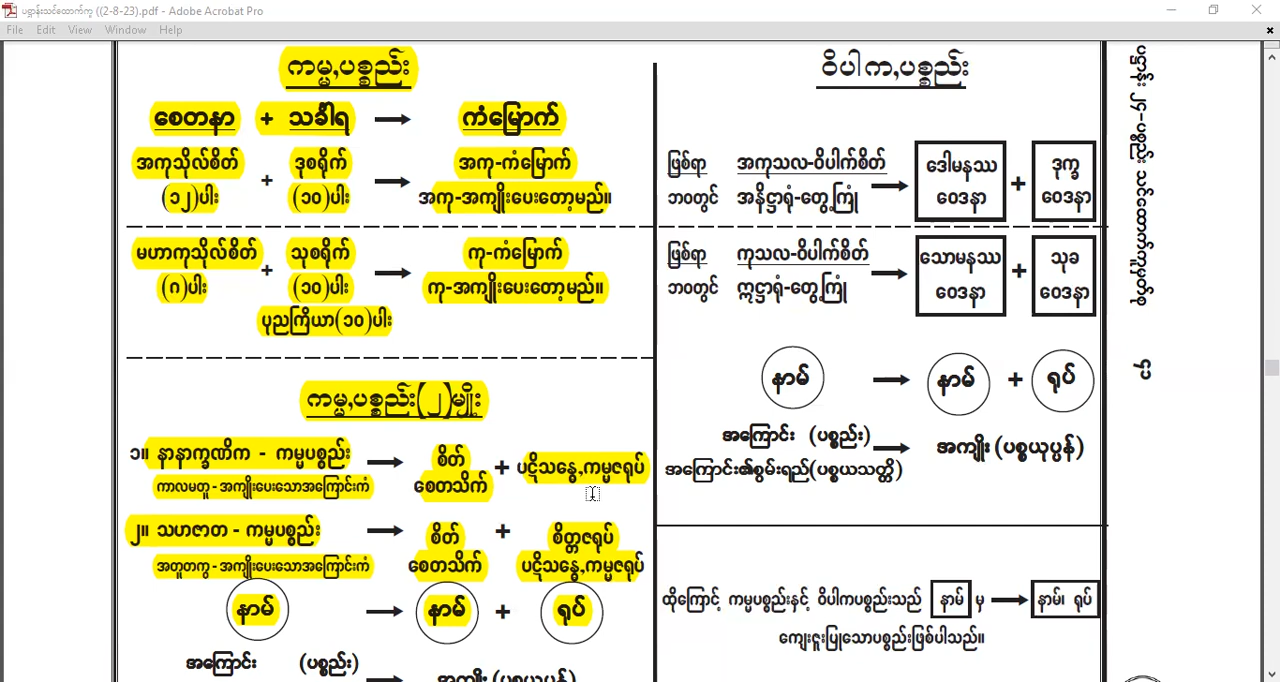 ပဋ္ဌာန်းသင်ထောက်ကူ ((2-8-23).pdf - Adobe Acrobat Pro
File Edit View Window Help
ကမ္မ,ပစ္စည်း
စေတနာ + သင်္ခါရ → ကံမြောက်
အကုသိုလ်စိတ် + ဒုစရိုက် → အကု-ကံမြောက်
(၁၂)ပါး (၁၀)ပါး အကု-အကျိုးပေးတော့မည်။
မဟာကုသိုလ်စိတ် + သုစရိုက် → ကု-ကံမြောက်
(၈)ပါး (၁၀)ပါး ကု-အကျိုးပေးတော့မည်။
ပုညကြိယာ(၁၀)ပါး
ကမ္မ,ပစ္စည်း(၂)မျိုး
၁။ နာနာက္ခဏိက - ကမ္မပစ္စည်း → စိတ် + ပဋိသန္ဓေ,ကမ္မဇရုပ်
ကာလမတူ - အကျိုးပေးသောအကြောင်းကံ စေတသိက်
၂။ သဟဇာတ - ကမ္မပစ္စည်း → စိတ် + စိတ္တဇရုပ်
အတူတကွ - အကျိုးပေးသောအကြောင်းကံ စေတသိက် ပဋိသန္ဓေ,ကမ္မဇရုပ်
နာမ် → နာမ် + ရုပ်
အကြောင်း (ပစ္စည်း) → အကျိုး (ပစ္စယုပ္ပန်)
ဝိပါက,ပစ္စည်း
ဖြစ်ရာ အကုသလ-ဝိပါက်စိတ် → ဒေါမနဿ + ဒုက္ခ
ဘဝတွင် အနိဋ္ဌာရုံ-တွေ့ကြုံ ဝေဒနာ ဝေဒနာ
ဖြစ်ရာ ကုသလ-ဝိပါက်စိတ် → သောမနဿ + သုခ
ဘဝတွင် ဣဋ္ဌာရုံ-တွေ့ကြုံ ဝေဒနာ ဝေဒနာ
နာမ် → နာမ် + ရုပ်
အကြောင်း (ပစ္စည်း) → အကျိုး (ပစ္စယုပ္ပန်)
အကြောင်း၏စွမ်းရည်(ပစ္စယသတ္တိ)
ထို့ကြောင့် ကမ္မပစ္စည်းနှင့် ဝိပါကပစ္စည်းသည် နာမ် မှ → နာမ်၊ ရုပ်
ကျေးဇူးပြုသောပစ္စည်းဖြစ်ပါသည်။